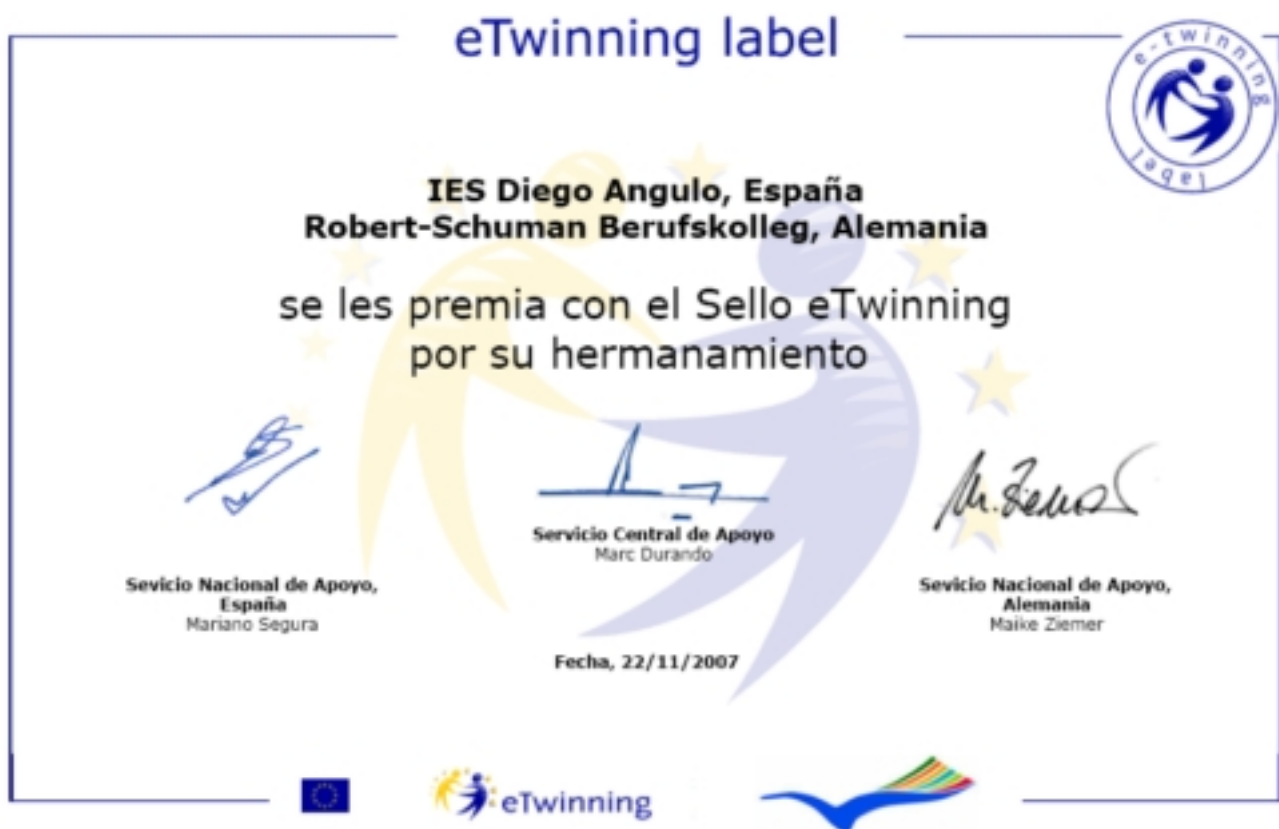 eTwinning label
e-twinning
label
IES Diego Angulo, España
Robert-Schuman Berufskolleg, Alemania
se les premia con el Sello eTwinning
por su hermanamiento
Servicio Central de Apoyo
Marc Durando
Sevicio Nacional de Apoyo,
España
Mariano Segura
Sevicio Nacional de Apoyo,
Alemania
Maike Ziemer
Fecha, 22/11/2007
eTwinning